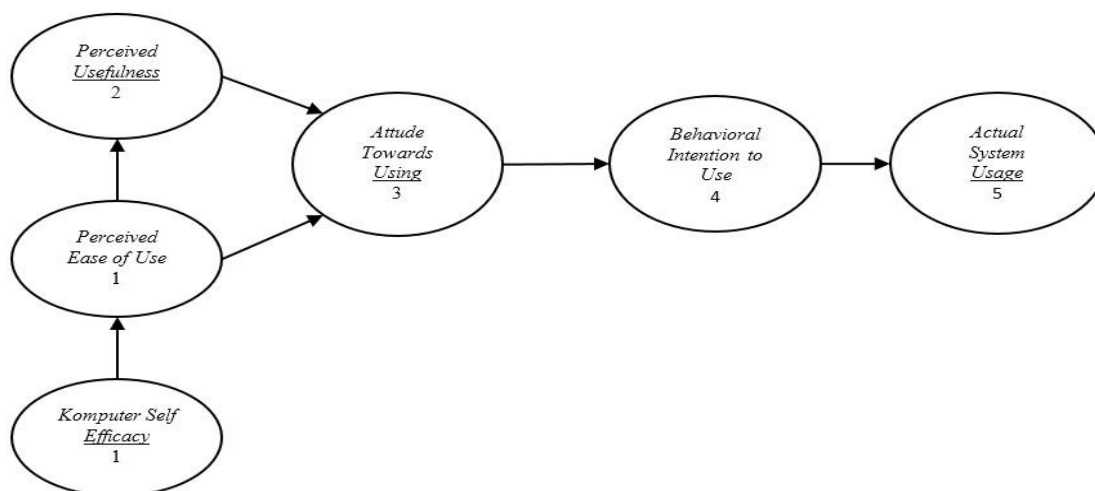 Perceived
Usefulness
2
Attude
Towards
Using
3
Behavioral
Intention to
Use
4
Actual
System
Usage
5
Perceived
Ease of Use
1
Komputer Self
Efficacy
1